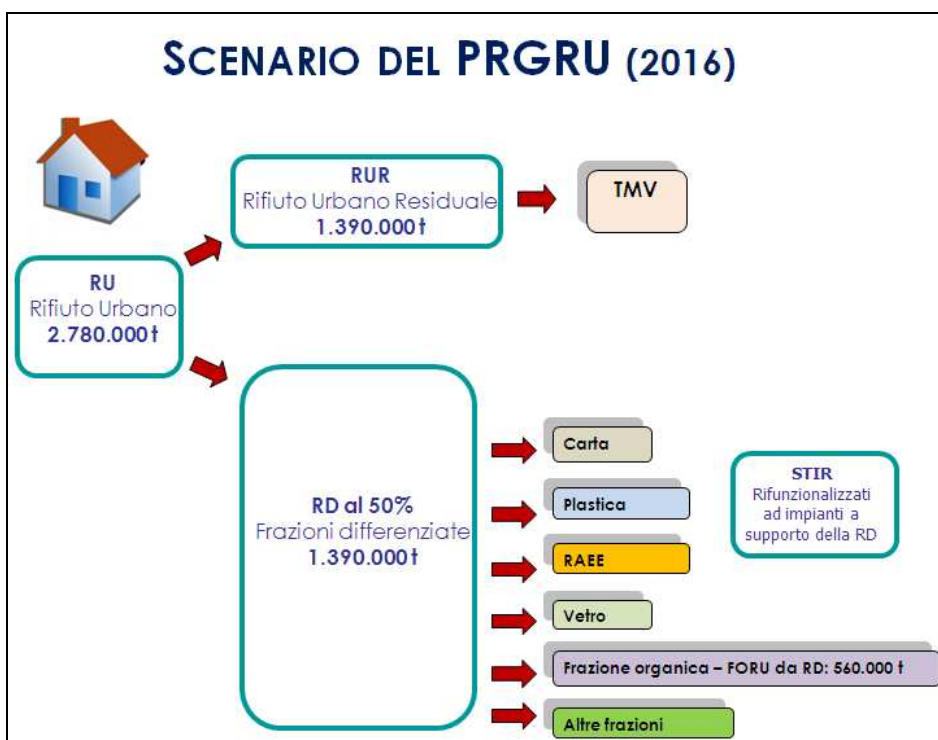 SCENARIO DEL PRGRU (2016)
RUR
Rifiuto Urbano Residuale
1.390.000 t
TMV
RU
Rifiuto Urbano
2.780.000 t
RD al 50%
Frazioni differenziate
1.390.000 t
Carta
Plastica
RAEE
Vetro
Frazione organica – FORU da RD: 560.000 t
Altre frazioni
STIR
Rifunzionalizzati
ad impianti a
supporto della RD